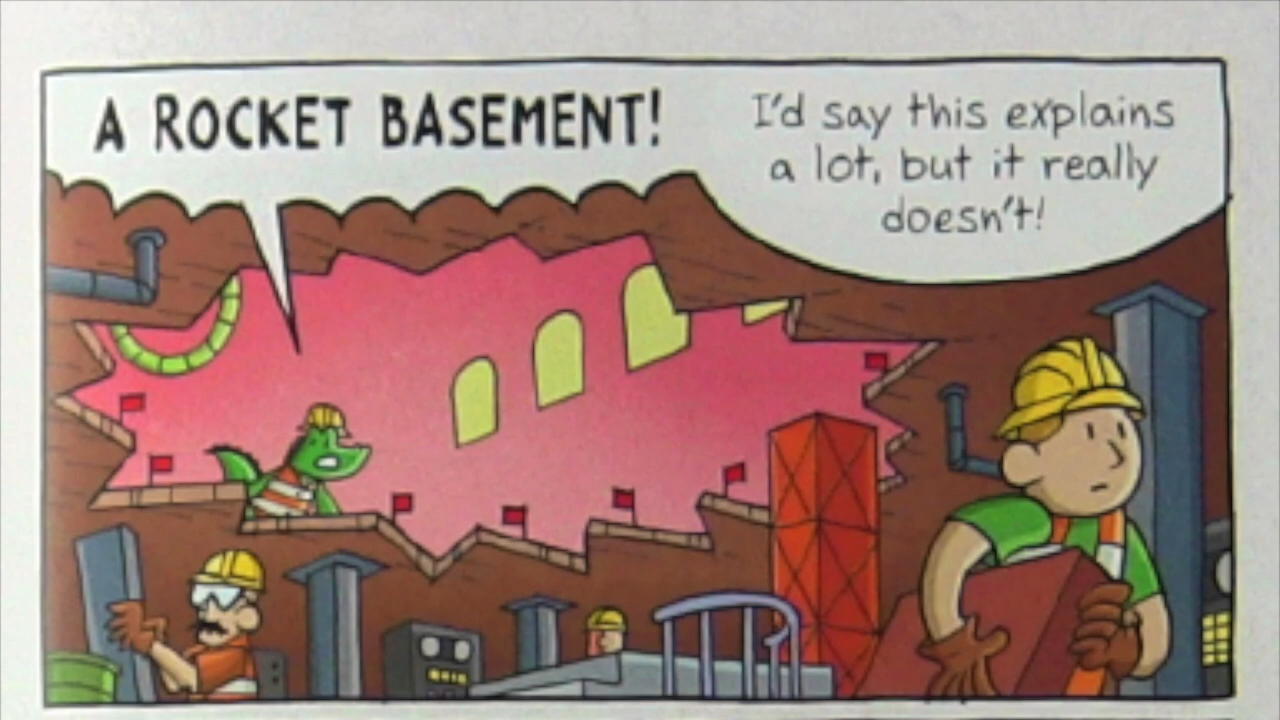 A ROCKET BASEMENT!
I'd say this explains
a lot, but it really
doesn't!